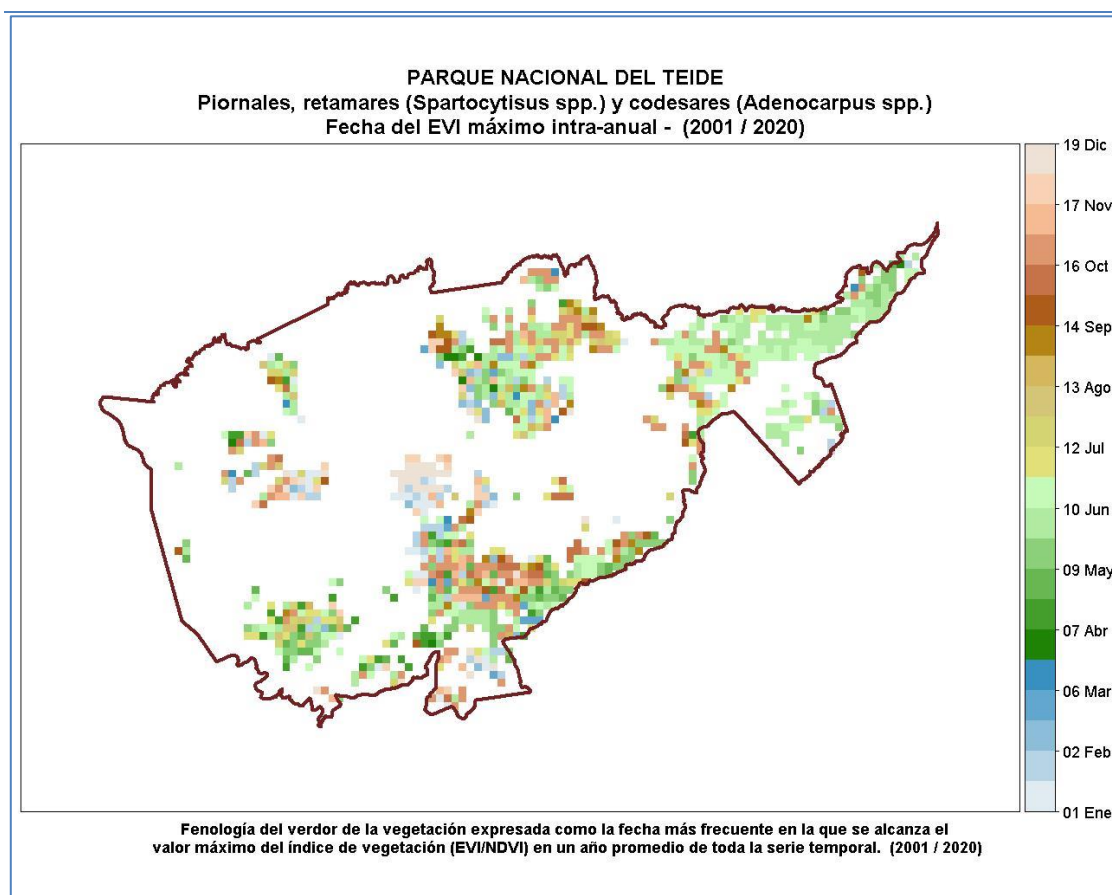 PARQUE NACIONAL DEL TEIDE
Piornales, retamares (Spartocytisus spp.) y codesares (Adenocarpus spp.)
Fecha del EVI máximo intra-anual - (2001 / 2020)
19 Dic
17 Nov
16 Oct
14 Sep
13 Ago
12 Jul
10 Jun
09 May
07 Abr
06 Mar
02 Feb
01 Ene
Fenología del verdor de la vegetación expresada como la fecha más frecuente en la que se alcanza el
valor máximo del índice de vegetación (EVI/NDVI) en un año promedio de toda la serie temporal. (2001 / 2020)